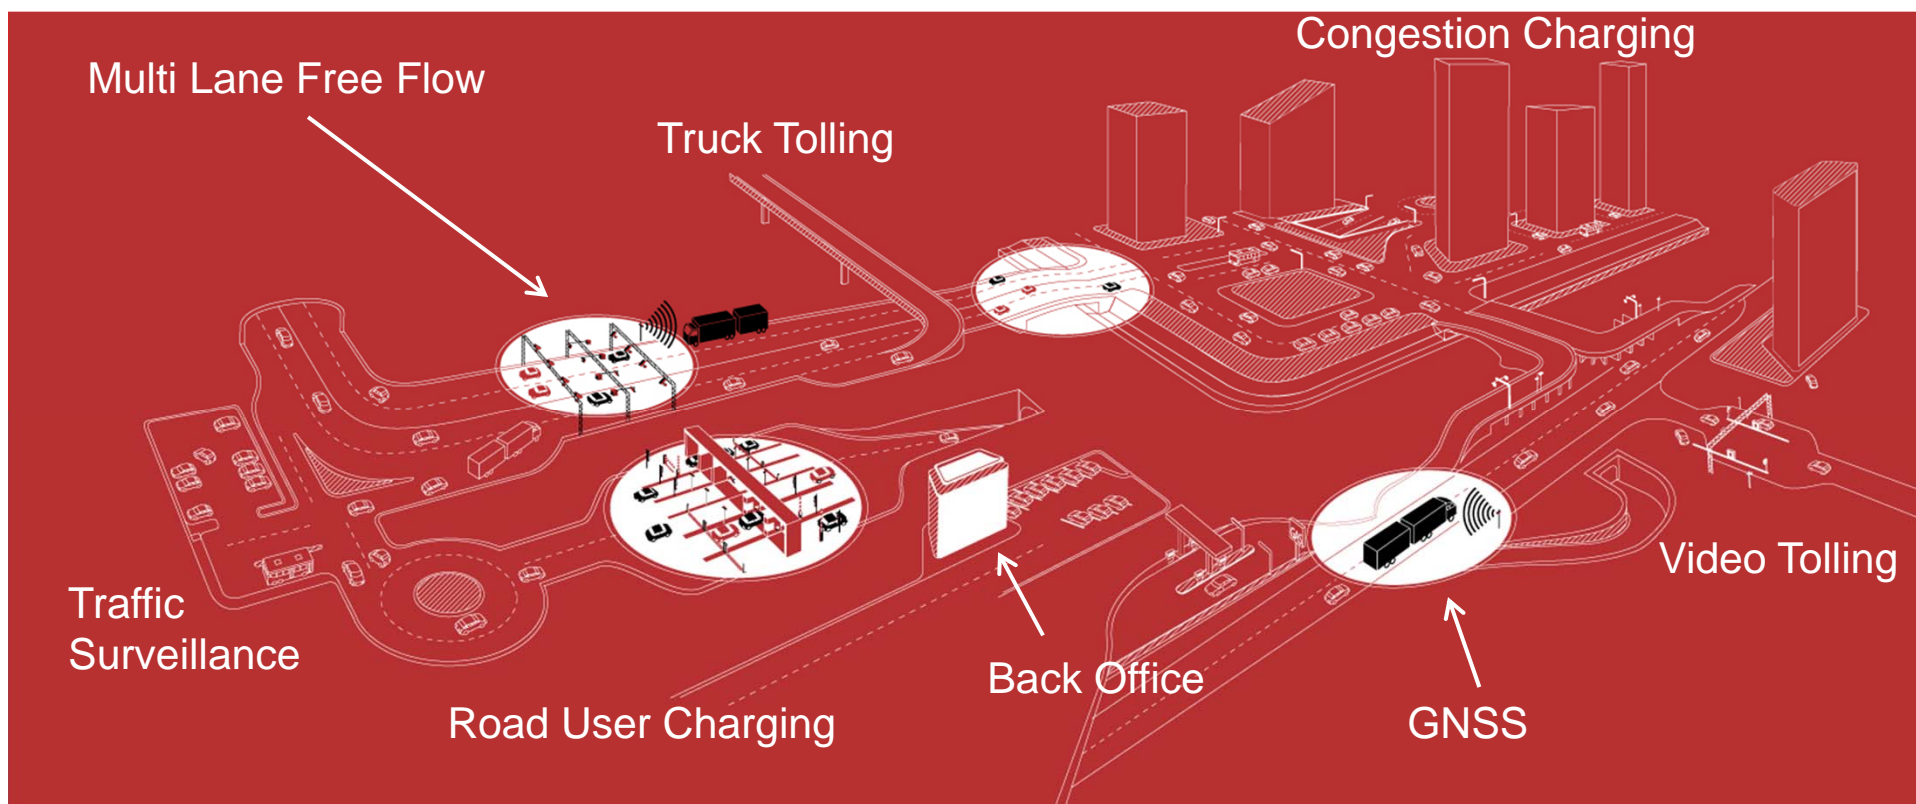 Congestion Charging
Multi Lane Free Flow
Truck Tolling
Video Tolling
Traffic
Surveillance
Back Office
Road User Charging
GNSS